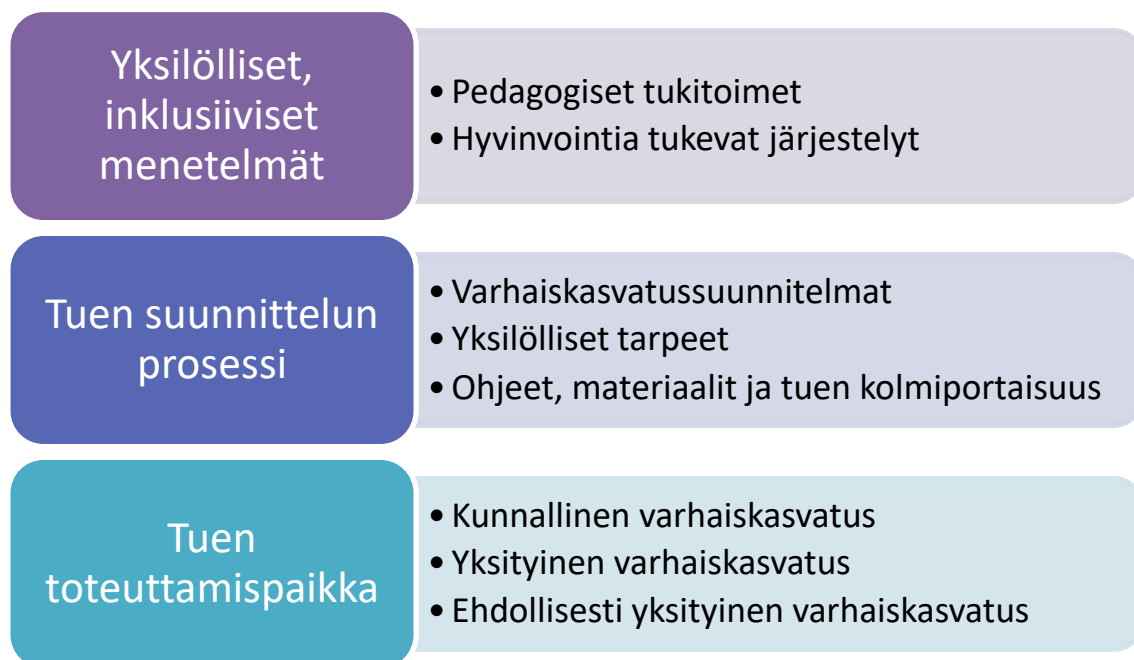 Yksilölliset,
inklusiiviset
menetelmät
• Pedagogiset tukitoimet
• Hyvinvointia tukevat järjestelyt
Tuen suunnittelun
prosessi
• Varhaiskasvatussuunnitelmat
• Yksilölliset tarpeet
• Ohjeet, materiaalit ja tuen kolmiportaisuus
Tuen
toteuttamispaikka
• Kunnallinen varhaiskasvatus
• Yksityinen varhaiskasvatus
• Ehdollisesti yksityinen varhaiskasvatus